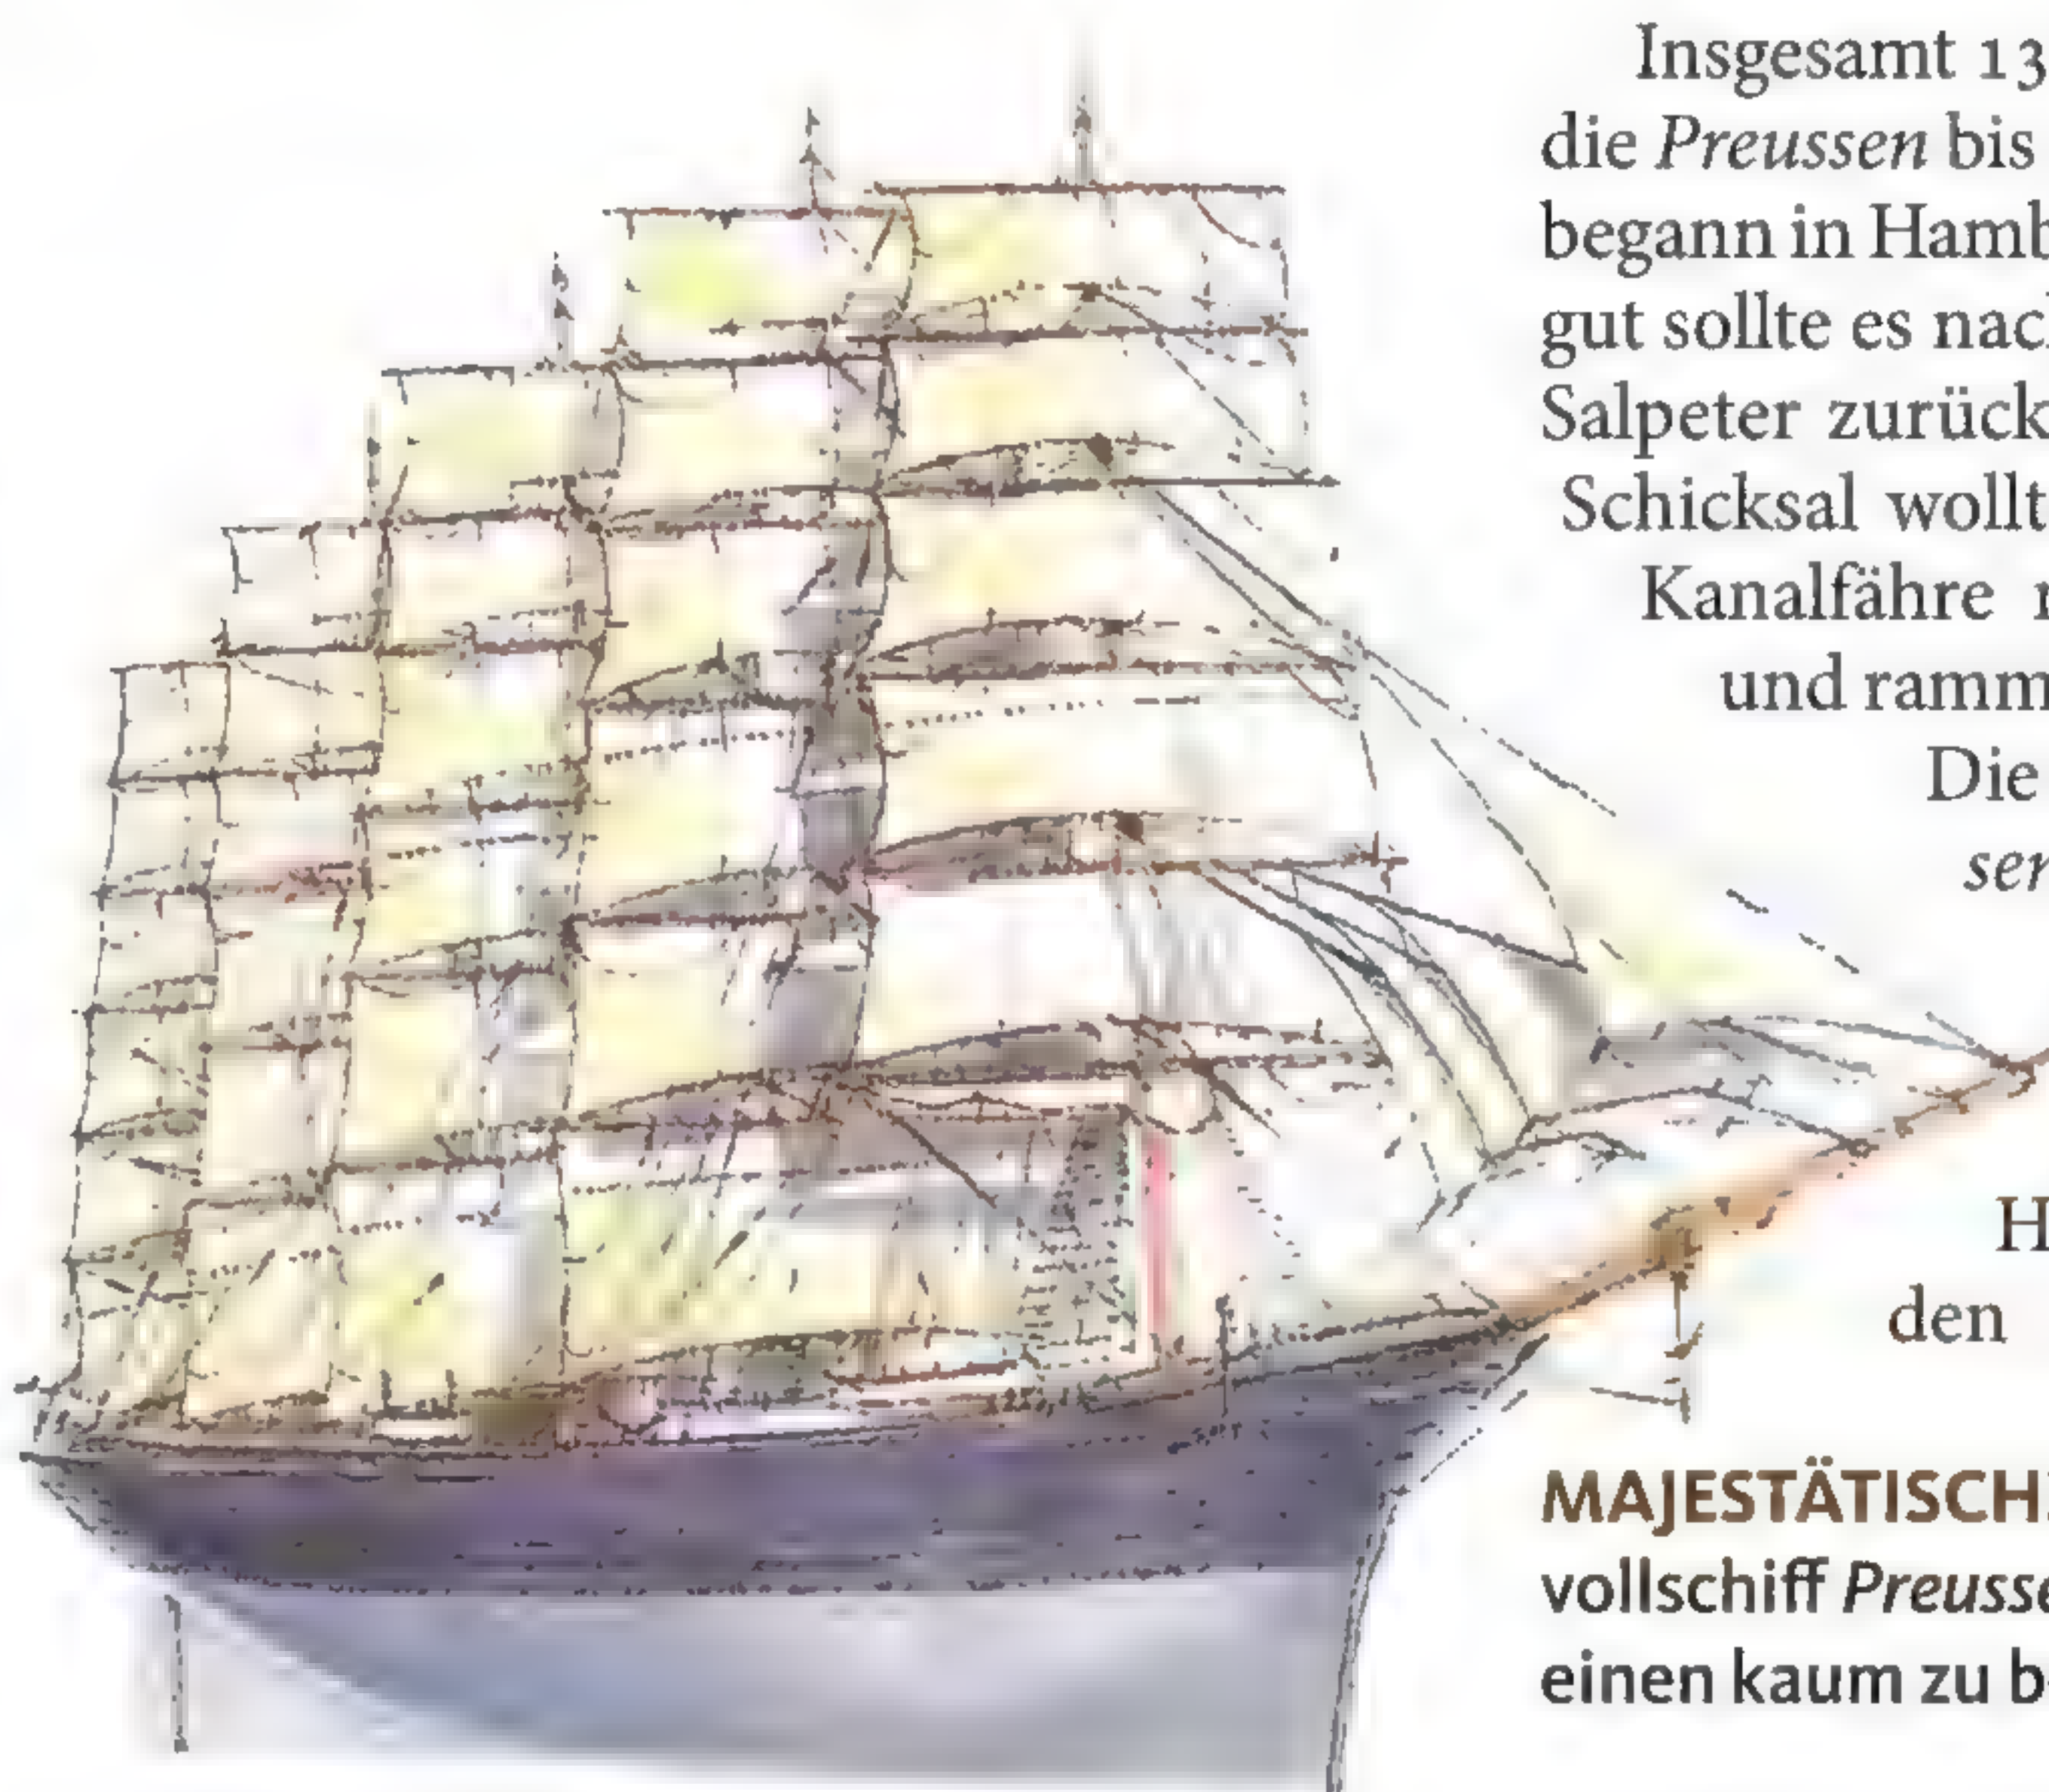 Insgesamt 13
die Preussen bis
begann in Hamb
gut sollte es nac
Salpeter zurück
Schicksal wollt
Kanalfähre
und ramm
Die
ser
H
den
MAJESTÄTISCH
vollschiff Preusse
einen kaum zu b